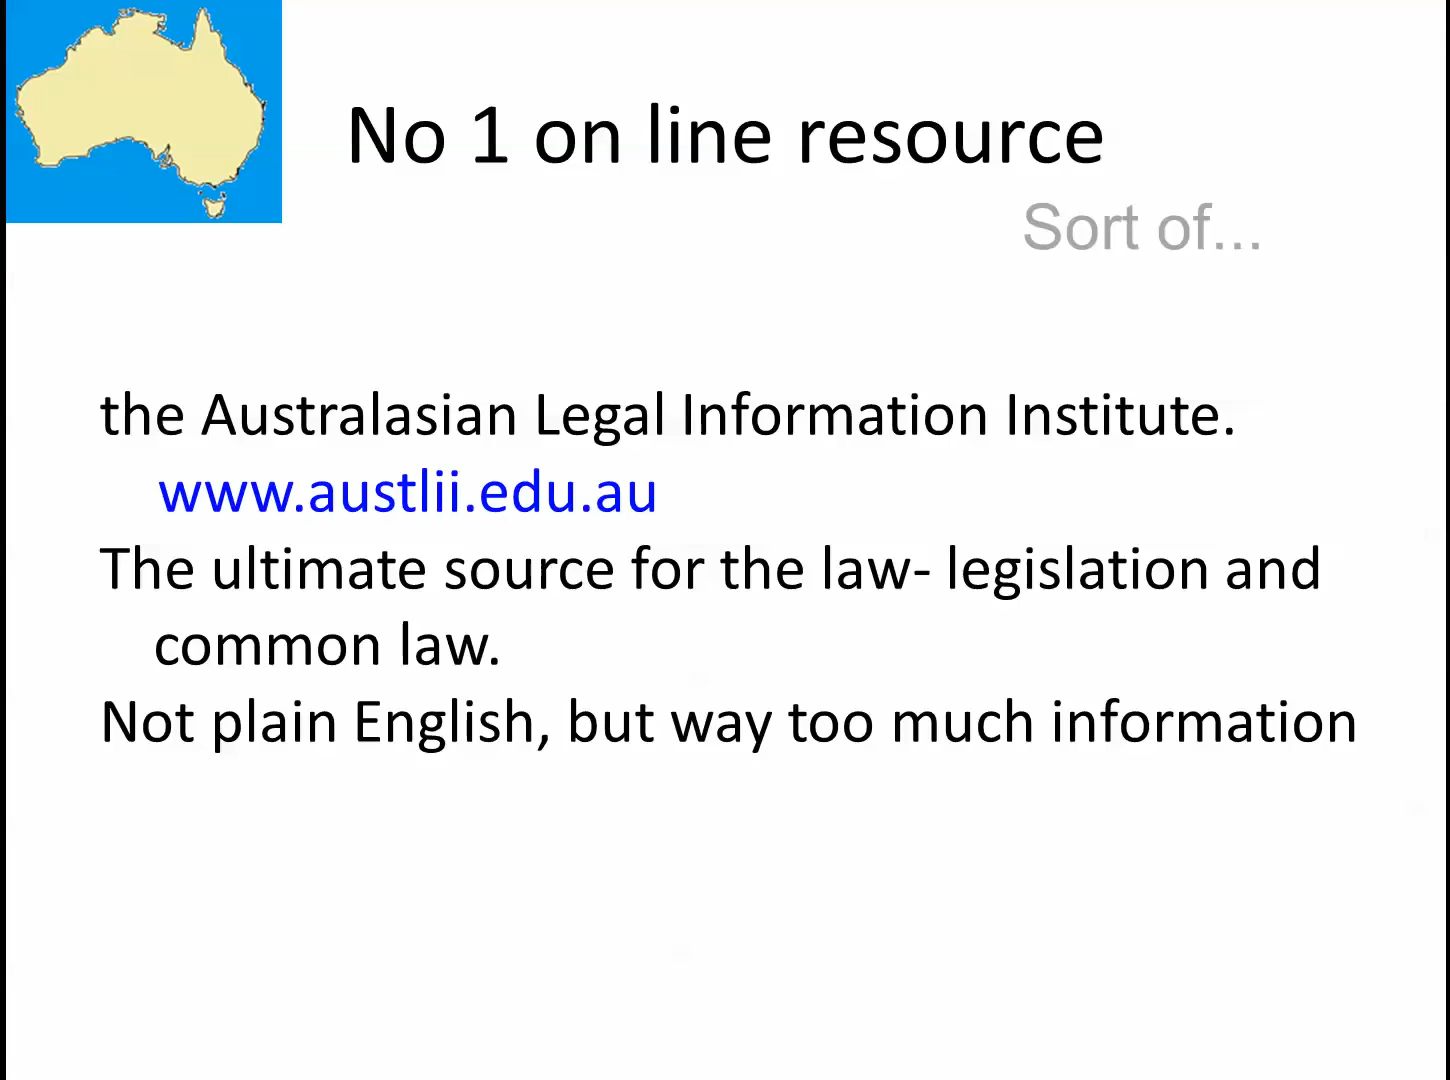 No 1 on line resource
Sort of...
the Australasian Legal Information Institute.
www.austlii.edu.au
The ultimate source for the law- legislation and
common law.
Not plain English, but way too much information